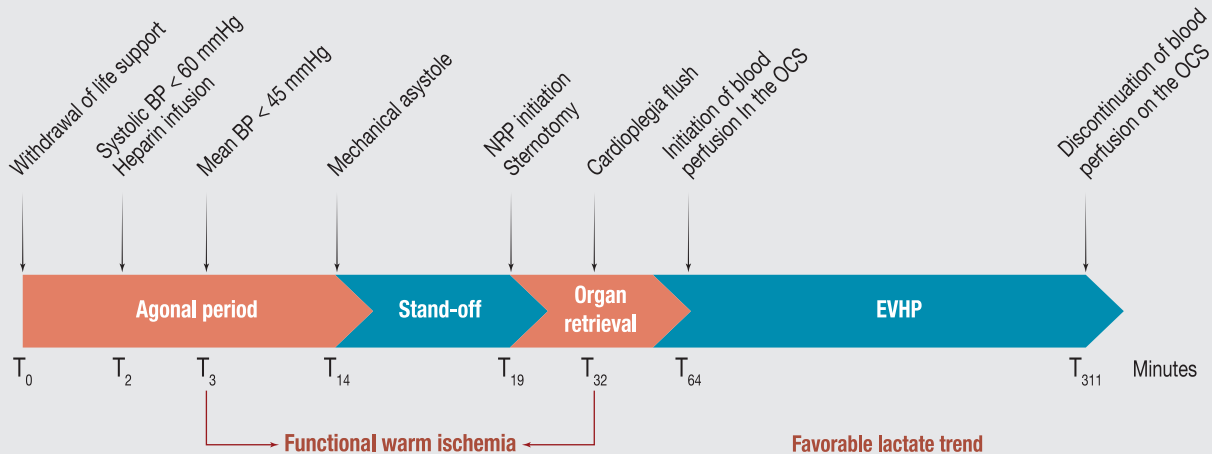 Withdrawal of life support
Systolic BP < 60 mmHg
Heparin infusion
Mean BP < 45 mmHg
Mechanical asystole
NRP initiation
Sternotomy
Cardioplegia flush
Initiation of blood
perfusion In the OCS
Discontinuation of blood
perfusion on the OCS
Agonal period
Stand-off
Organ
retrieval
EVHP
T0
T2
T3
T14
T19
T32
T64
T311
Minutes
Functional warm ischemia
Favorable lactate trend